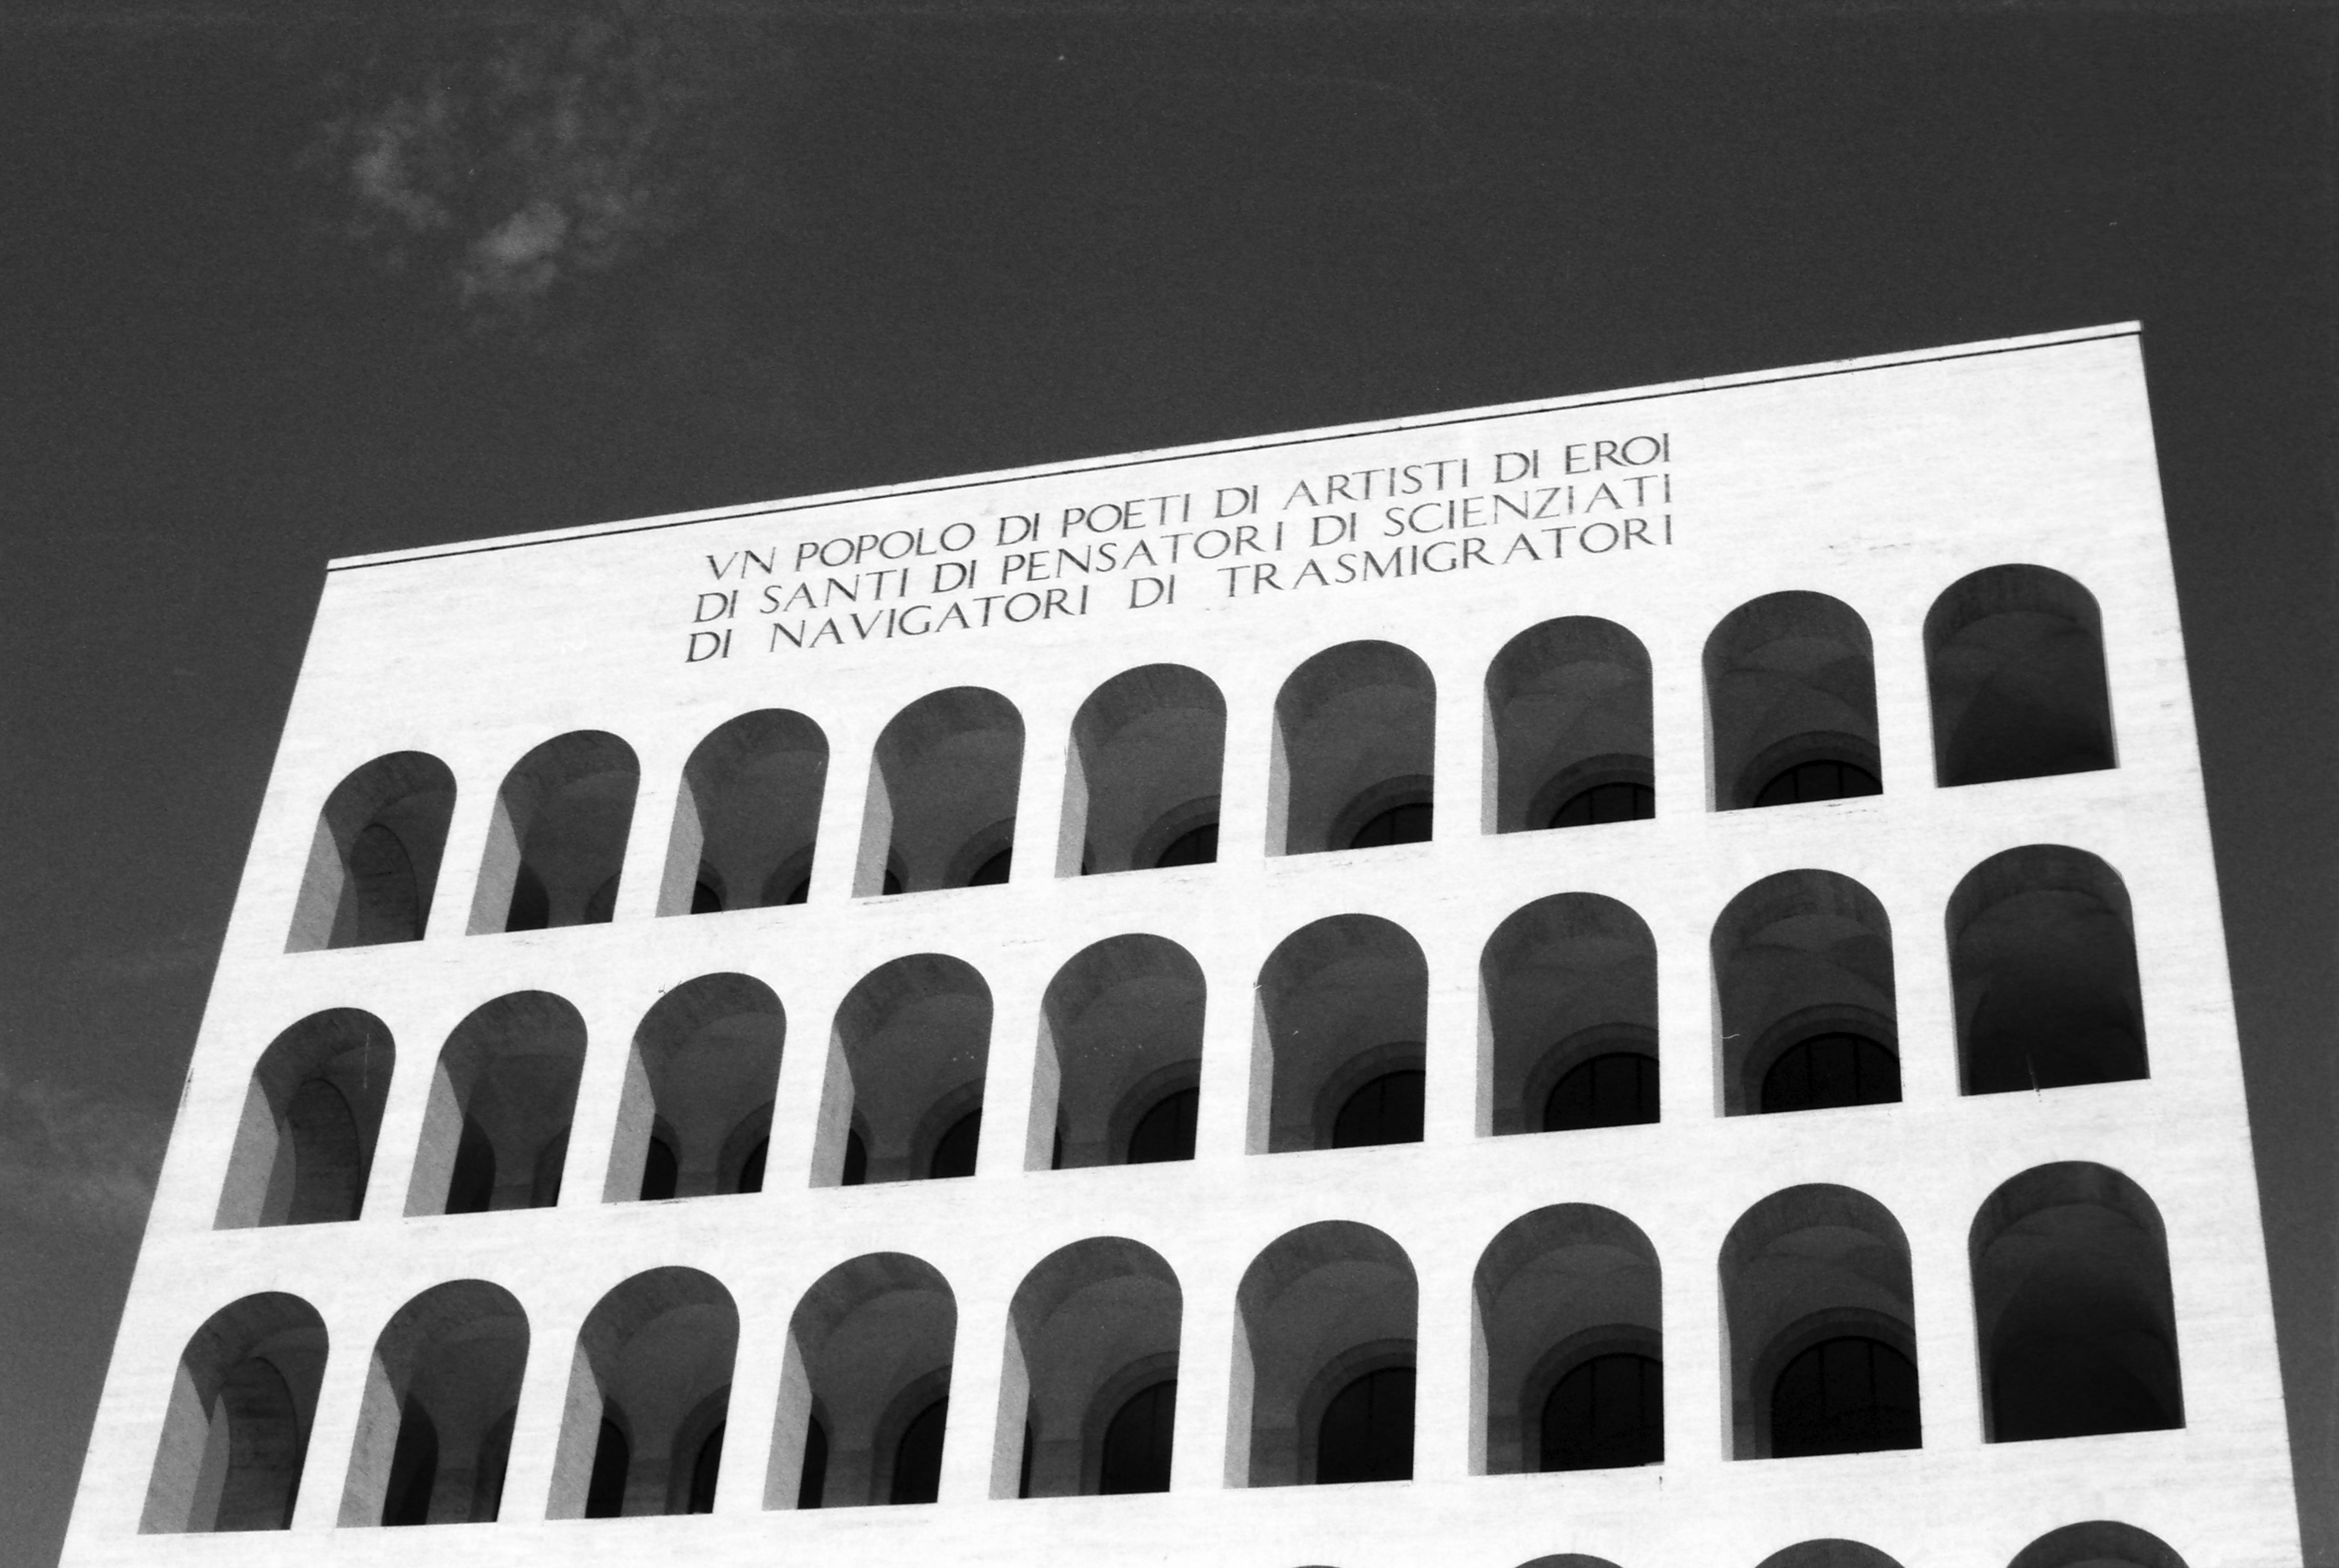 VN POPOLO DI POETI DI ARTISTI DI EROI
DI SANTI DI PENSATORI DI SCIENZIATI
DI NAVIGATORI DI TRASMIGRATORI